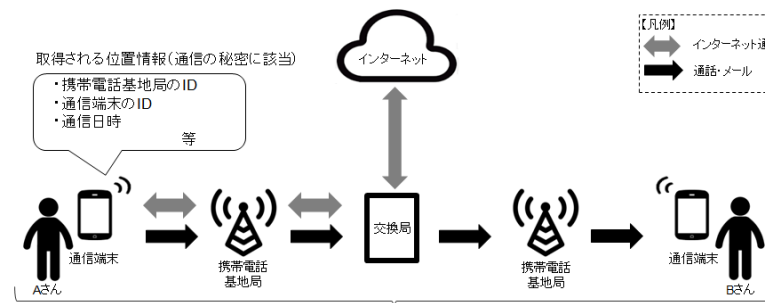 取得される位置情報(通信の秘密に該当)
・携帯電話基地局のID
・通信端末のID
・通信日時
等
インターネット
【凡例】
インターネット通
通話・メール
通信端末
Aさん
携帯電話
基地局
交換局
携帯電話
基地局
通信端末
Bさん